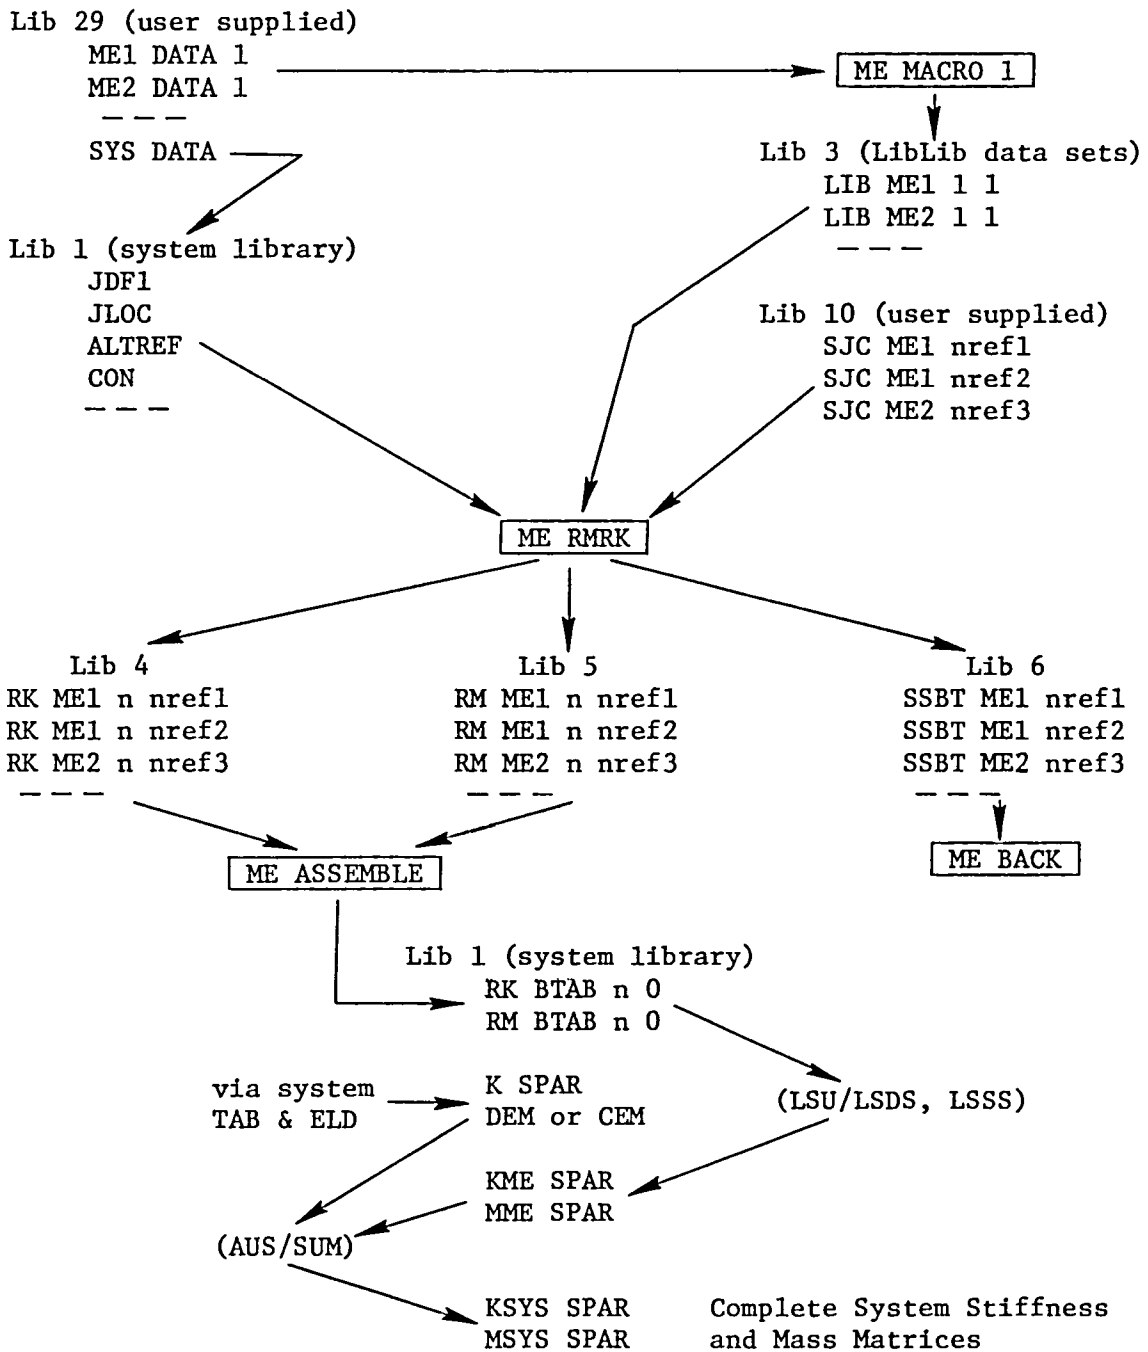 Lib 29 (user supplied)
ME1 DATA 1
ME2 DATA 1
— — —
SYS DATA
ME MACRO 1
Lib 3 (LibLib data sets)
LIB ME1 1 1
LIB ME2 1 1
— — —
Lib 1 (system library)
JDF1
JLOC
ALTREF
CON
— — —
Lib 10 (user supplied)
SJC ME1 nref1
SJC ME1 nref2
SJC ME2 nref3
ME RMRK
Lib 4
RK ME1 n nref1
RK ME1 n nref2
RK ME2 n nref3
— — —
Lib 5
RM ME1 n nref1
RM ME1 n nref2
RM ME2 n nref3
— — —
Lib 6
SSBT ME1 nref1
SSBT ME1 nref2
SSBT ME2 nref3
— — —
ME ASSEMBLE
ME BACK
Lib 1 (system library)
RK BTAB n 0
RM BTAB n 0
via system
TAB & ELD
K SPAR
DEM or CEM
(LSU/LSDS, LSSS)
KME SPAR
MME SPAR
(AUS/SUM)
KSYS SPAR
MSYS SPAR
Complete System Stiffness
and Mass Matrices